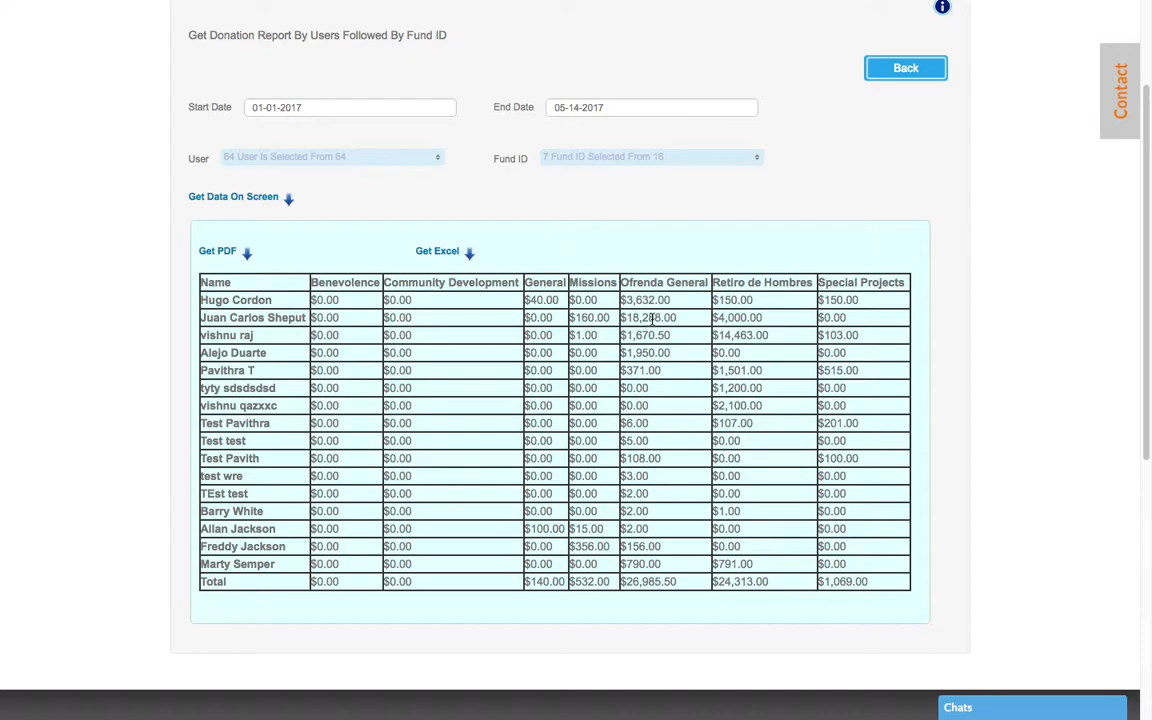 Get Donation Report By Users Followed By Fund ID
Back
Contact
Start Date 01-01-2017 End Date 05-14-2017
User 64 User Is Selected From 64 Fund ID 7 Fund ID Selected From 16
Get Data On Screen
Get PDF Get Excel
Name Benevolence Community Development General Missions Ofrenda General Retiro de Hombres Special Projects
Hugo Cordon $0.00 $0.00 $40.00 $0.00 $3,632.00 $150.00 $150.00
Juan Carlos Sheput $0.00 $0.00 $0.00 $160.00 $18,288.00 $4,000.00 $0.00
vishnu raj $0.00 $0.00 $0.00 $1.00 $1,670.50 $14,463.00 $103.00
Alejo Duarte $0.00 $0.00 $0.00 $0.00 $1,950.00 $0.00 $0.00
Pavithra T $0.00 $0.00 $0.00 $0.00 $371.00 $1,501.00 $515.00
tyty sdsdsdsd $0.00 $0.00 $0.00 $0.00 $0.00 $1,200.00 $0.00
vishnu qazxxc $0.00 $0.00 $0.00 $0.00 $0.00 $2,100.00 $0.00
Test Pavithra $0.00 $0.00 $0.00 $0.00 $6.00 $107.00 $201.00
Test test $0.00 $0.00 $0.00 $0.00 $5.00 $0.00 $0.00
Test Pavith $0.00 $0.00 $0.00 $0.00 $108.00 $0.00 $100.00
test wre $0.00 $0.00 $0.00 $0.00 $3.00 $0.00 $0.00
TEst test $0.00 $0.00 $0.00 $0.00 $2.00 $0.00 $0.00
Barry White $0.00 $0.00 $0.00 $0.00 $2.00 $1.00 $0.00
Allan Jackson $0.00 $0.00 $100.00 $15.00 $2.00 $0.00 $0.00
Freddy Jackson $0.00 $0.00 $0.00 $356.00 $156.00 $0.00 $0.00
Marty Semper $0.00 $0.00 $0.00 $0.00 $790.00 $791.00 $0.00
Total $0.00 $0.00 $140.00 $532.00 $26,985.50 $24,313.00 $1,069.00
Chats